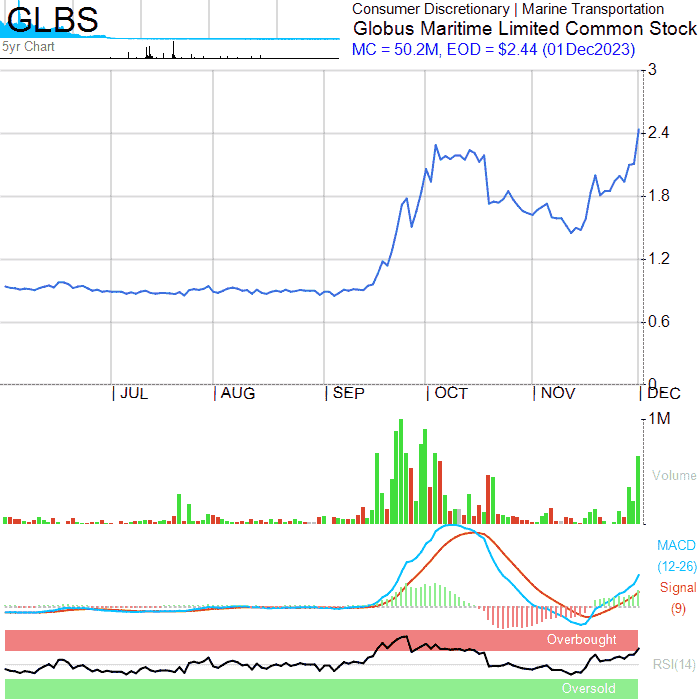 GLBS
Consumer Discretionary | Marine Transportation
Globus Maritime Limited Common Stock
5yr Chart
MC = 50.2M, EOD = $2.44 (01Dec2023)
3
2.4
1.8
1.2
0.6
0
JUL AUG SEP OCT NOV DEC
1M
Volume
MACD
(12-26)
Signal
(9)
Overbought
RSI(14)
Oversold